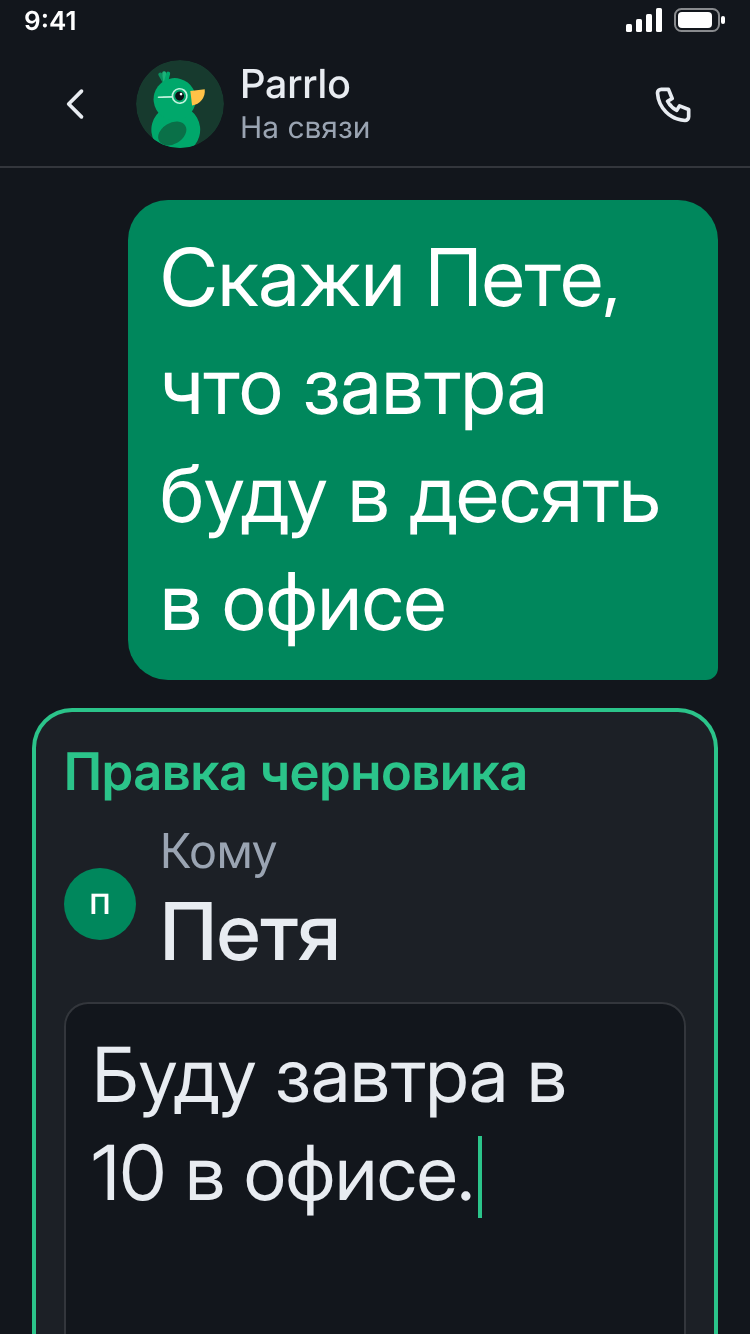 9:41
Parrlo
На связи
Скажи Пете,
что завтра
буду в десять
в офисе
Правка черновика
Кому
П
Петя
Буду завтра в
10 в офисе.